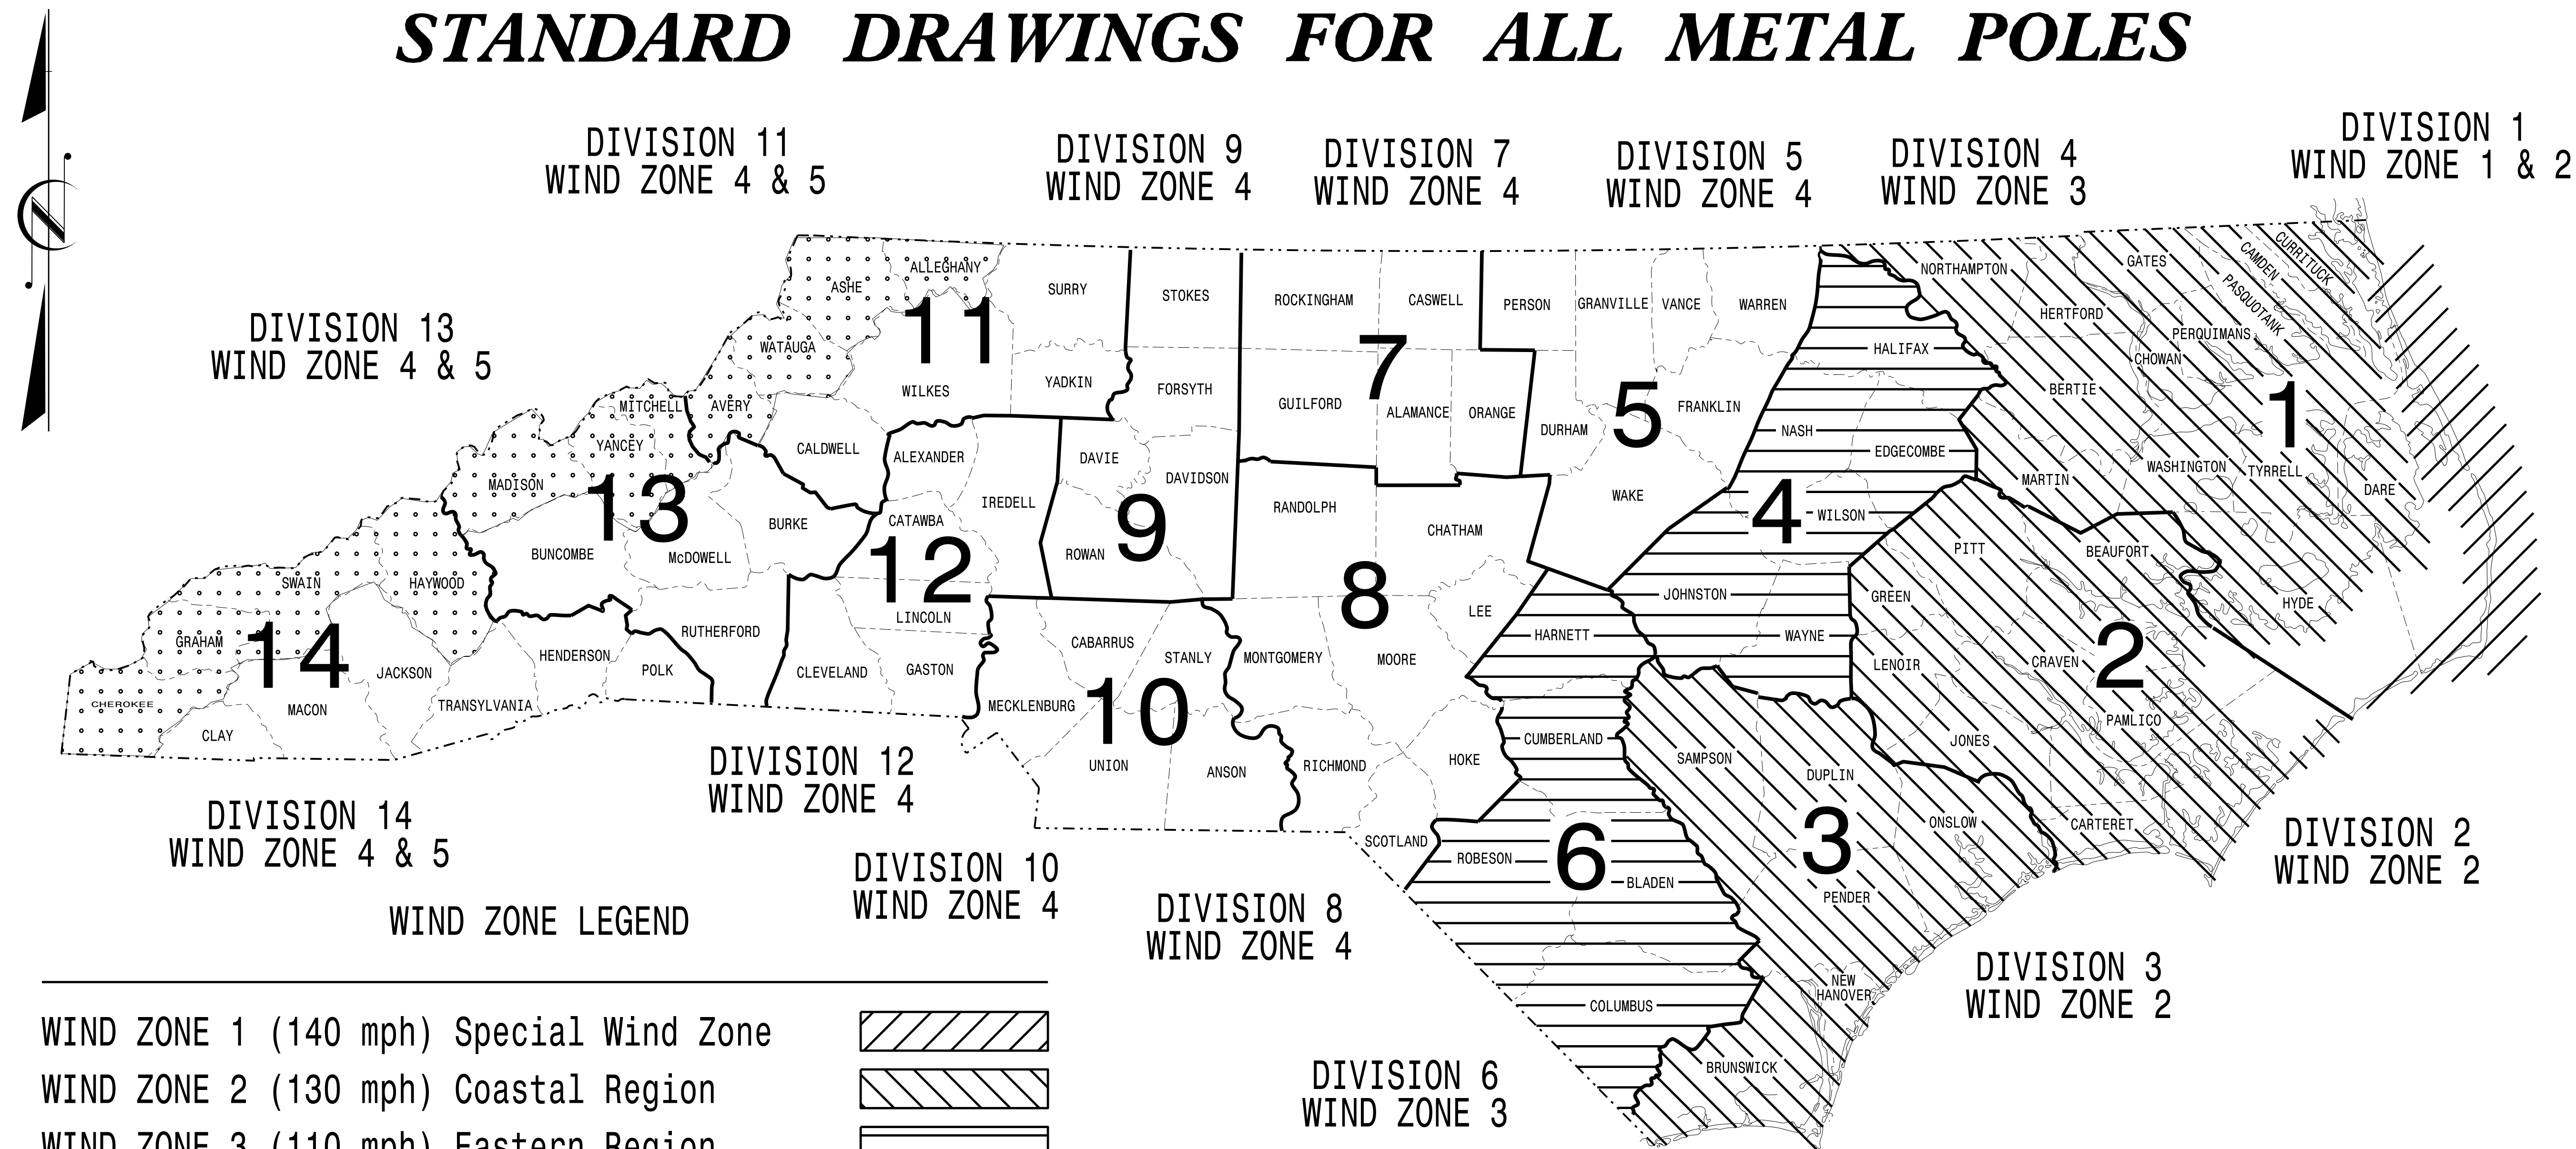 STANDARD DRAWINGS FOR ALL METAL POLES
DIVISION 11
WIND ZONE 4 & 5
DIVISION 9
WIND ZONE 4
DIVISION 7
WIND ZONE 4
DIVISION 5
WIND ZONE 4
DIVISION 4
WIND ZONE 3
DIVISION 1
WIND ZONE 1 & 2
DIVISION 13
WIND ZONE 4 & 5
N
ASHE
ALLEGHANY
SURRY
STOKES
ROCKINGHAM
CASWELL
PERSON
GRANVILLE
VANCE
WARREN
NORTHAMPTON
GATES
CAMDEN
CURRITUCK
PASQUOTANK
HERTFORD
PERQUIMANS
CHOWAN
HALIFAX
WATAUGA
11
WILKES
YADKIN
FORSYTH
7
GUILFORD
ALAMANCE
ORANGE
DURHAM
5
FRANKLIN
NASH
EDGECOMBE
BERTIE
1
MITCHELL
AVERY
YANCEY
CALDWELL
ALEXANDER
DAVIE
DAVIDSON
MADISON
13
IREDELL
RANDOLPH
WAKE
4
WILSON
MARTIN
WASHINGTON
TYRRELL
DARE
BURKE
CATAWBA
9
CHATHAM
BUNCOMBE
McDOWELL
12
ROWAN
PITT
BEAUFORT
SWAIN
HAYWOOD
LINCOLN
8
LEE
JOHNSTON
GREEN
HYDE
GRAHAM
14
RUTHERFORD
CABARRUS
HARNETT
WAYNE
2
JACKSON
HENDERSON
POLK
CLEVELAND
GASTON
STANLY
MONTGOMERY
MOORE
LENOIR
CRAVEN
CHEROKEE
MACON
TRANSYLVANIA
MECKLENBURG
10
PAMLICO
CLAY
UNION
ANSON
RICHMOND
HOKE
CUMBERLAND
SAMPSON
DUPLIN
JONES
SCOTLAND
ROBESON
6
BLADEN
3
ONSLOW
CARTERET
PENDER
NEW
HANOVER
COLUMBUS
BRUNSWICK
DIVISION 12
WIND ZONE 4
DIVISION 14
WIND ZONE 4 & 5
DIVISION 10
WIND ZONE 4
DIVISION 8
WIND ZONE 4
DIVISION 2
WIND ZONE 2
DIVISION 3
WIND ZONE 2
DIVISION 6
WIND ZONE 3
WIND ZONE LEGEND
WIND ZONE 1 (140 mph) Special Wind Zone
WIND ZONE 2 (130 mph) Coastal Region
WIND ZONE 3 (110 mph) Eastern Region